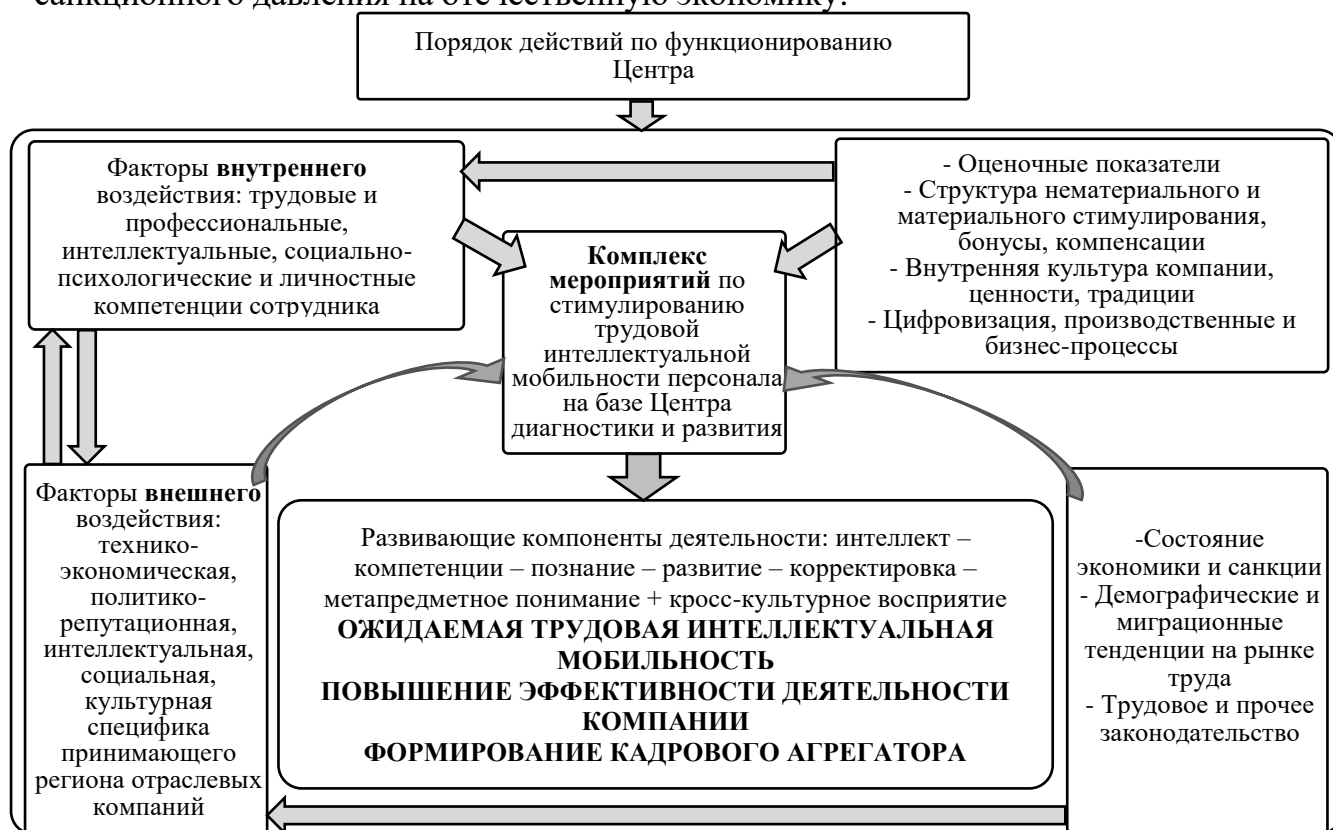 санкционного давления на отечественную экономику.
Порядок действий по функционированию
Центра
Факторы внутреннего
воздействия: трудовые и
профессиональные,
интеллектуальные, социально-
психологические и личностные
компетенции сотрудника
- Оценочные показатели
- Структура нематериального и
материального стимулирования,
бонусы, компенсации
- Внутренняя культура компании,
ценности, традиции
- Цифровизация, производственные и
бизнес-процессы
Комплекс
мероприятий по
стимулированию
трудовой
интеллектуальной
мобильности персонала
на базе Центра
диагностики и развития
Факторы внешнего
воздействия:
технико-
экономическая,
политико-
репутационная,
интеллектуальная,
социальная,
культурная
специфика
принимающего
региона отраслевых
компаний
Развивающие компоненты деятельности: интеллект –
компетенции – познание – развитие – корректировка –
метапредметное понимание + кросс-культурное восприятие
ОЖИДАЕМАЯ ТРУДОВАЯ ИНТЕЛЛЕКТУАЛЬНАЯ
МОБИЛЬНОСТЬ
ПОВЫШЕНИЕ ЭФФЕКТИВНОСТИ ДЕЯТЕЛЬНОСТИ
КОМПАНИИ
ФОРМИРОВАНИЕ КАДРОВОГО АГРЕГАТОРА
-Состояние
экономики и санкции
- Демографические и
миграционные
тенденции на рынке
труда
- Трудовое и прочее
законодательство